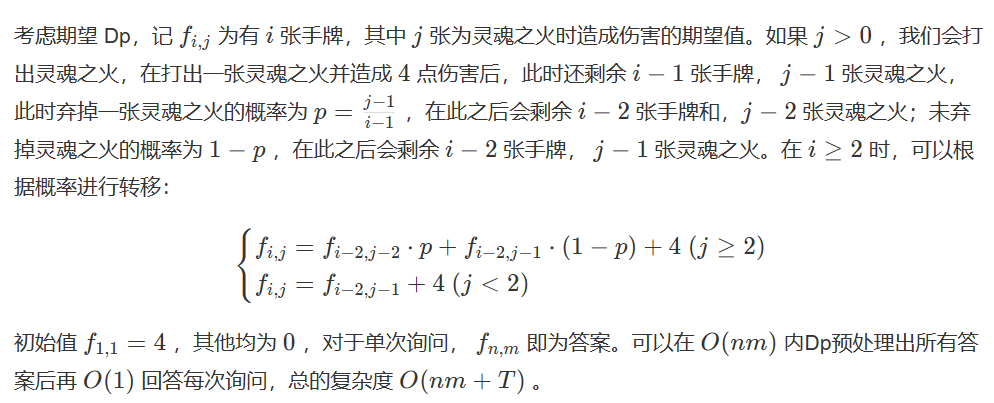 考虑期望 Dp，记 $f_{i,j}$ 为有 $i$ 张手牌，其中 $j$ 张为灵魂之火时造成伤害的期望值。如果 $j > 0$ ，我们会打
出灵魂之火，在打出一张灵魂之火并造成 $4$ 点伤害后，此时还剩余 $i-1$ 张手牌， $j-1$ 张灵魂之火，
此时弃掉一张灵魂之火的概率为 $p = \frac{j-1}{i-1}$ ，在此之后会剩余 $i-2$ 张手牌和，$j-2$ 张灵魂之火；未弃
掉灵魂之火的概率为 $1-p$ ，在此之后会剩余 $i-2$ 张手牌， $j-1$ 张灵魂之火。在 $i \geq 2$ 时，可以根
据概率进行转移：
$$\begin{cases} f_{i,j} = f_{i-2,j-2} \cdot p + f_{i-2,j-1} \cdot (1-p) + 4 \ (j \geq 2) \\ f_{i,j} = f_{i-2,j-1} + 4 \ (j < 2) \end{cases}$$
初始值 $f_{1,1} = 4$ ，其他均为 $0$ ，对于单次询问， $f_{n,m}$ 即为答案。可以在 $O(nm)$ 内Dp预处理出所有答
案后再 $O(1)$ 回答每次询问，总的复杂度 $O(nm+T)$ 。